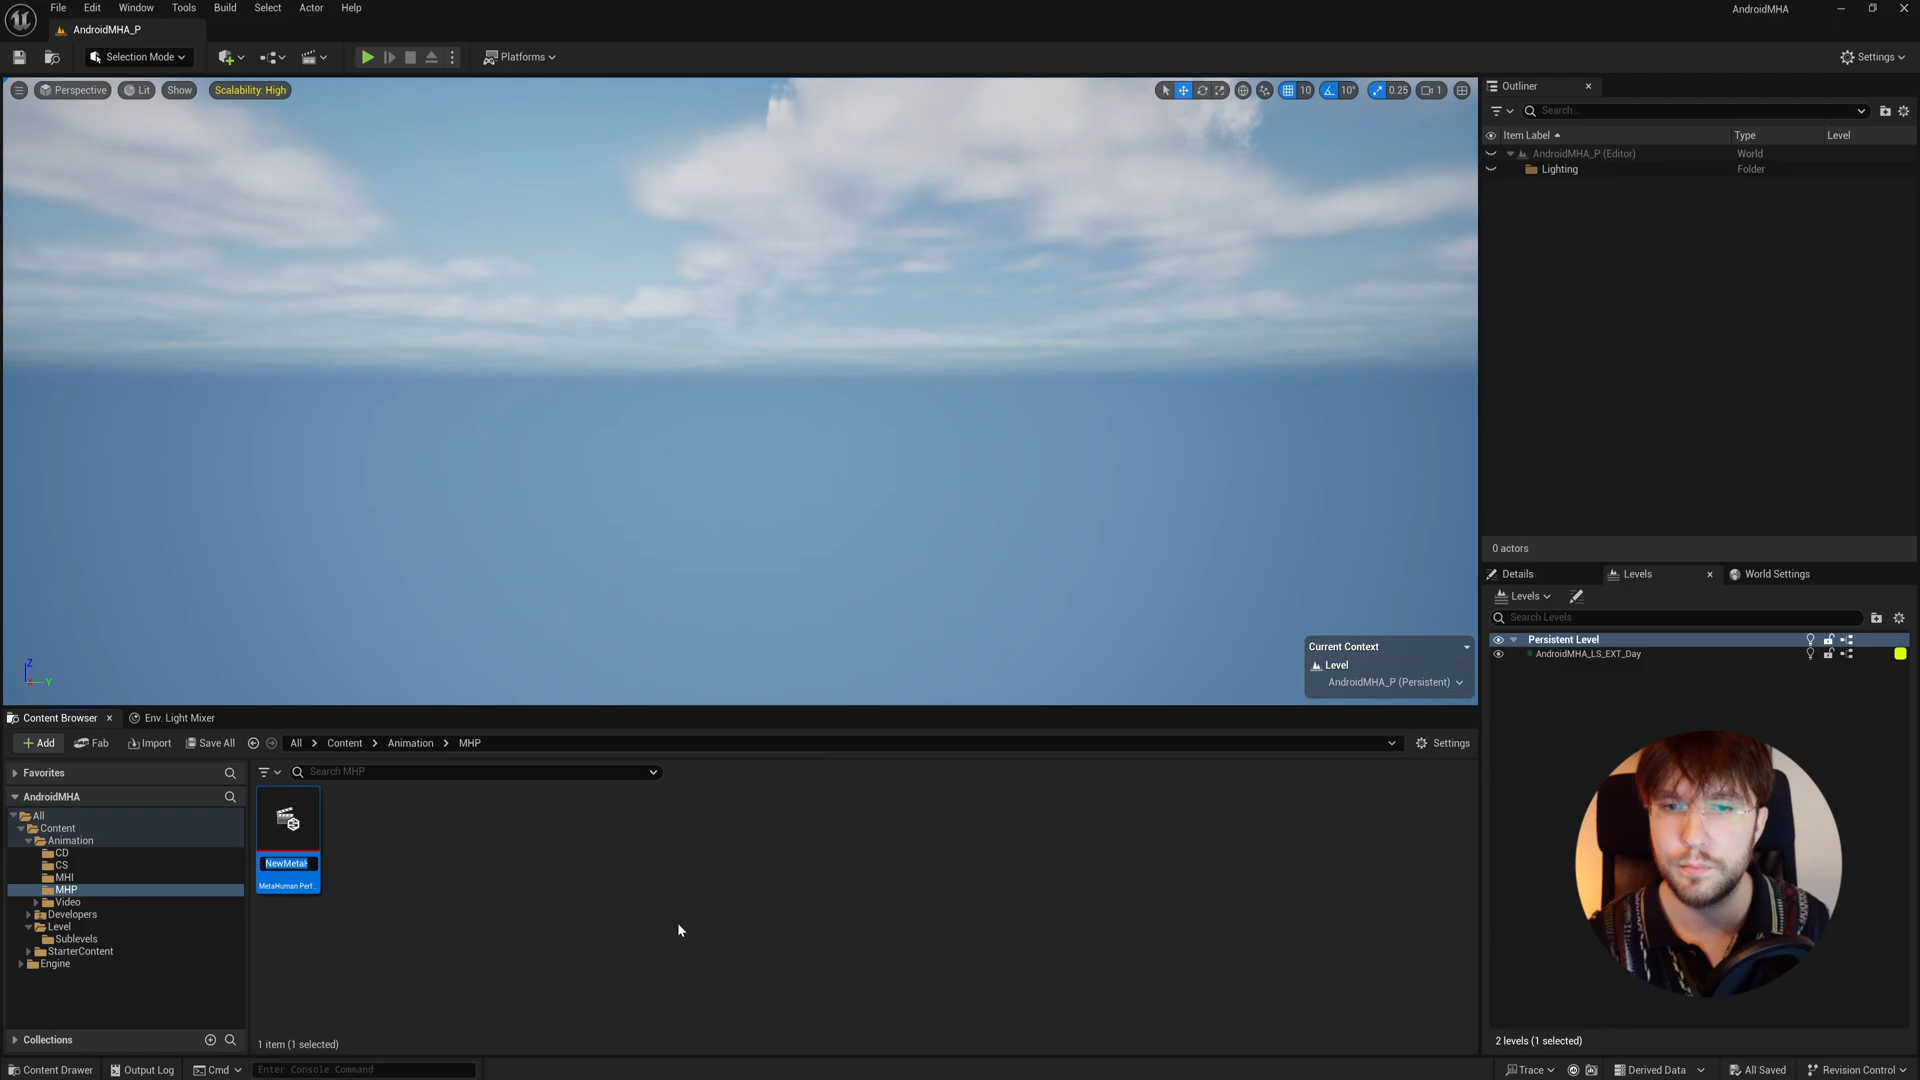 File Edit Window Tools Build Select Actor Help
AndroidMHA
AndroidMHA_P
Selection Mode
Platforms
Settings
Perspective
Lit
Show
Scalability: High
10
10°
0.25
1
Outliner
Search...
Item Label
Type
Level
AndroidMHA_P (Editor)
World
Lighting
Folder
0 actors
Details
Levels
World Settings
Levels
Search Levels
Persistent Level
AndroidMHA_LS_EXT_Day
Z
X
Y
Current Context
Level
AndroidMHA_P (Persistent)
Content Browser
Env. Light Mixer
Add
Fab
Import
Save All
All
Content
Animation
MHP
Settings
Favorites
AndroidMHA
All
Content
Animation
CD
CS
MHI
MHP
Video
Developers
Level
Sublevels
StarterContent
Engine
Collections
Search MHP
NewMetaH
MetaHuman Perf...
1 item (1 selected)
2 levels (1 selected)
Content Drawer
Output Log
Cmd
Enter Console Command
Trace
Derived Data
All Saved
Revision Control